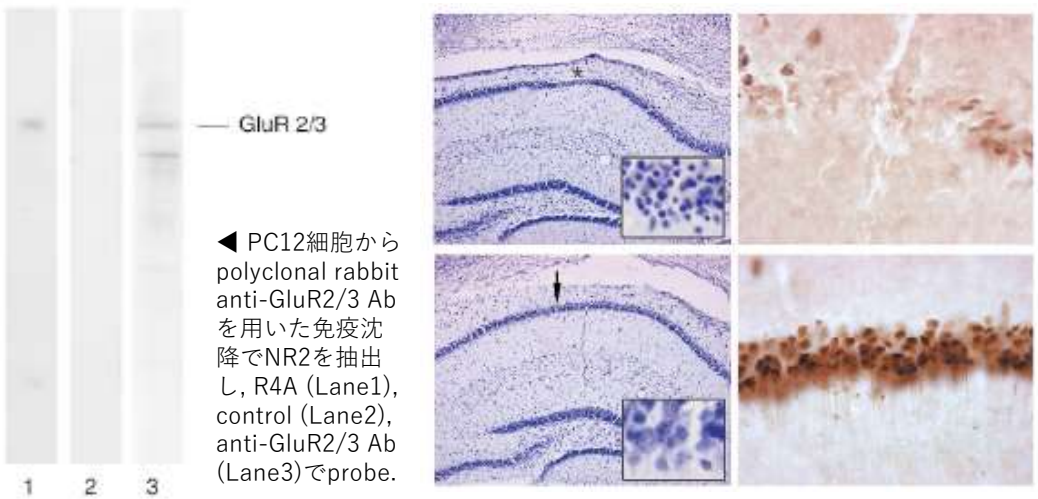 GluR 2/3
◀ PC12細胞から
polyclonal rabbit
anti-GluR2/3 Ab
を用いた免疫沈
降でNR2を抽出
し, R4A (Lane1),
control (Lane2),
anti-GluR2/3 Ab
(Lane3)でprobe.
1 2 3